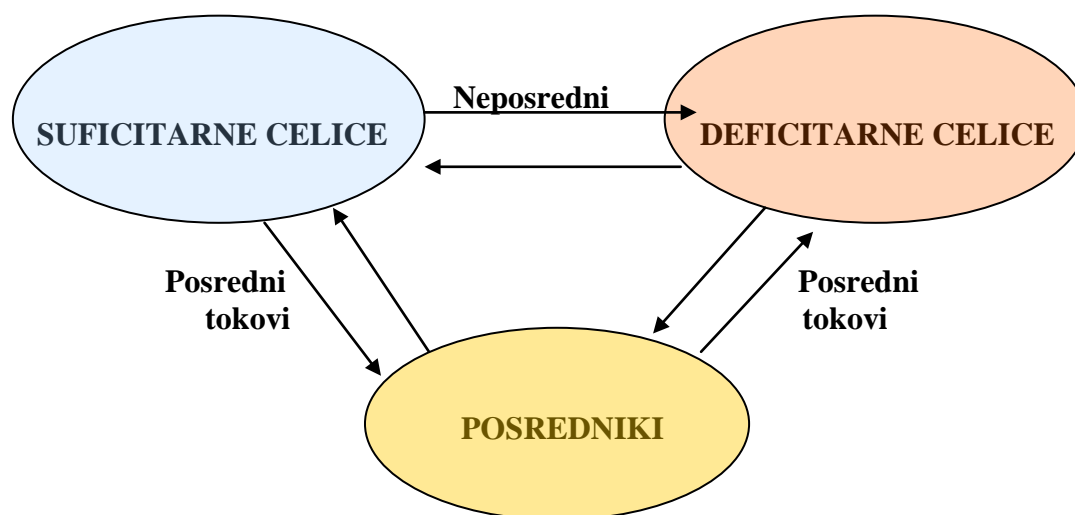 Neposredni
SUFICITARNE CELICE
DEFICITARNE CELICE
Posredni
tokovi
Posredni
tokovi
POSREDNIKI